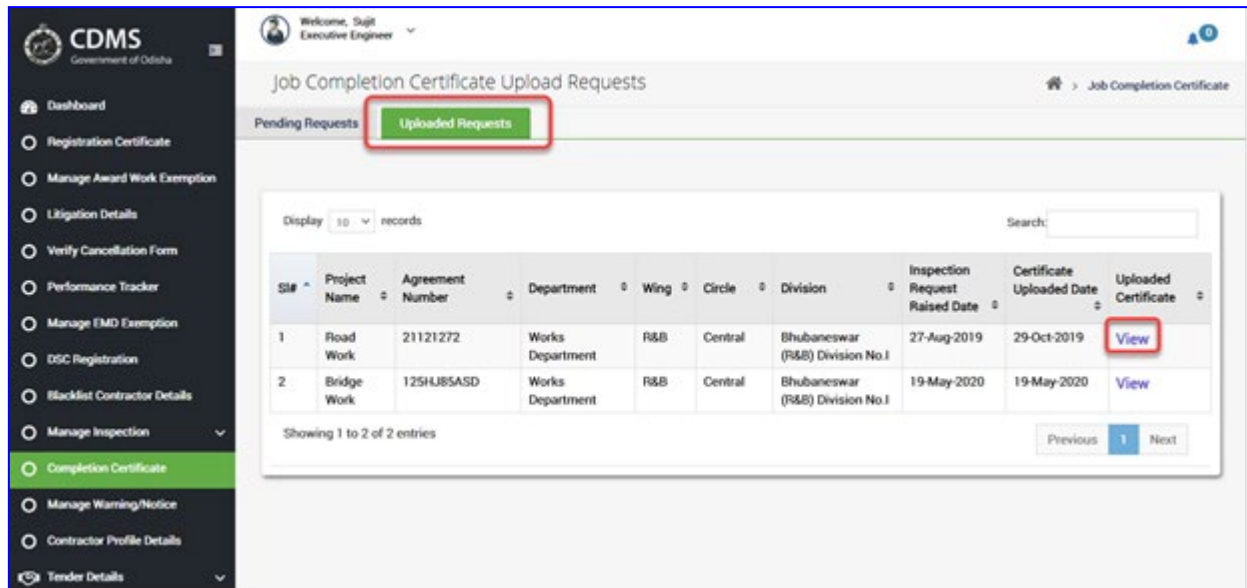 CDMS
Government of Odisha
Welcome, Sujit
Executive Engineer
0
Job Completion Certificate Upload Requests
> Job Completion Certificate
Pending Requests
Uploaded Requests
Dashboard
Registration Certificate
Manage Award Work Exemption
Litigation Details
Verify Cancellation Form
Performance Tracker
Manage EMD Exemption
DSC Registration
Blacklist Contractor Details
Manage Inspection
Completion Certificate
Manage Warning/Notice
Contractor Profile Details
Tender Details
Display 10 records
Search:
Sl# Project Name Agreement Number Department Wing Circle Division Inspection Request Raised Date Certificate Uploaded Date Uploaded Certificate
1 Road Work 21121272 Works Department R&B Central Bhubaneswar (R&B) Division No.I 27-Aug-2019 29-Oct-2019 View
2 Bridge Work 125HJ85ASD Works Department R&B Central Bhubaneswar (R&B) Division No.I 19-May-2020 19-May-2020 View
Showing 1 to 2 of 2 entries
Previous 1 Next